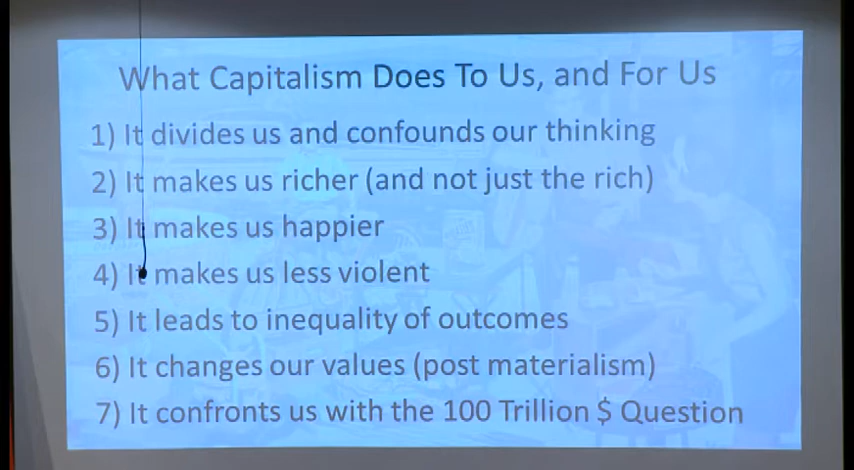 What Capitalism Does To Us, and For Us
1) It divides us and confounds our thinking
2) It makes us richer (and not just the rich)
3) It makes us happier
4) It makes us less violent
5) It leads to inequality of outcomes
6) It changes our values (post materialism)
7) It confronts us with the 100 Trillion $ Question